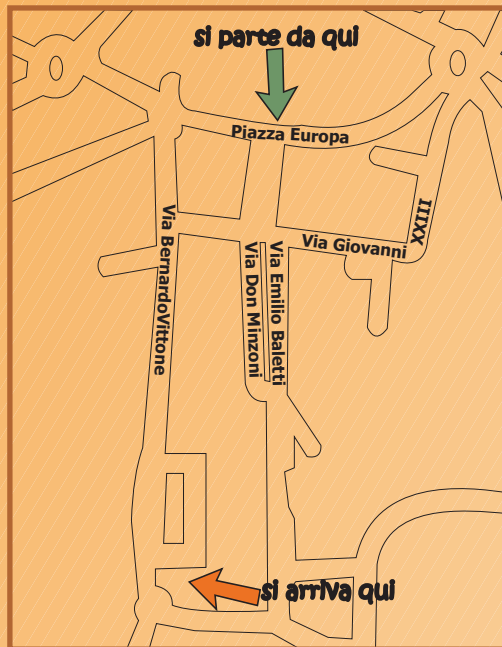 si parte da qui
Piazza Europa
Via Giovanni XXIII
Via BernardoVittone
Via Don Minzoni
Via Emilio Baletti
si arriva qui